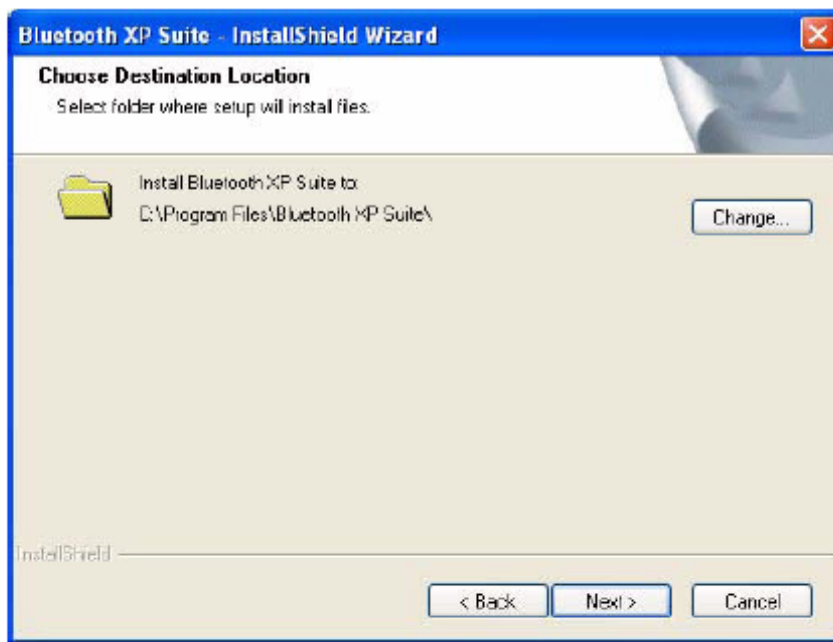 Bluetooth XP Suite - InstallShield Wizard
Choose Destination Location
Select folder where setup will install files.
Install Bluetooth XP Suite to:
C:\Program Files\Bluetooth XP Suite\
Change...
InstallShield
< Back
Next >
Cancel